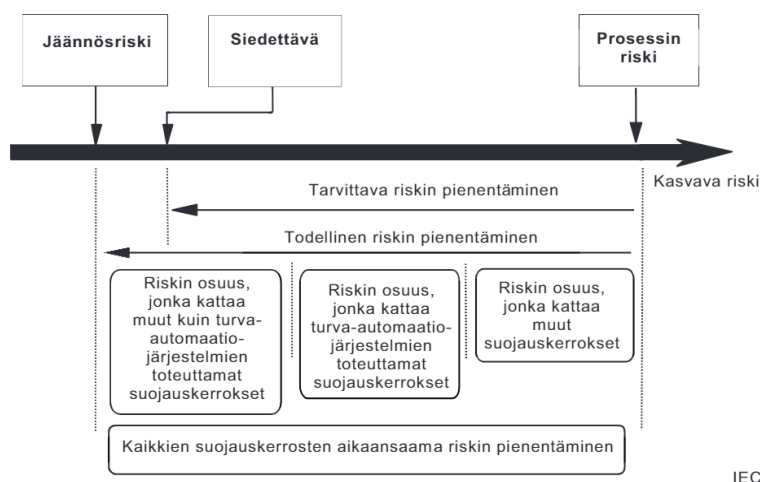 Jäännösriski
Siedettävä
Prosessin
riski
Kasvava riski
Tarvittava riskin pienentäminen
Todellinen riskin pienentäminen
Riskin osuus,
jonka kattaa
muut kuin turva-
automaatio-
järjestelmien
toteuttamat
suojauskerrokset
Riskin osuus,
jonka kattaa
turva-automaatio-
järjestelmien
toteuttamat
suojauskerrokset
Riskin osuus,
jonka kattaa
muut
suojauskerrokset
Kaikkien suojauskerrosten aikaansaama riskin pienentäminen
IEC